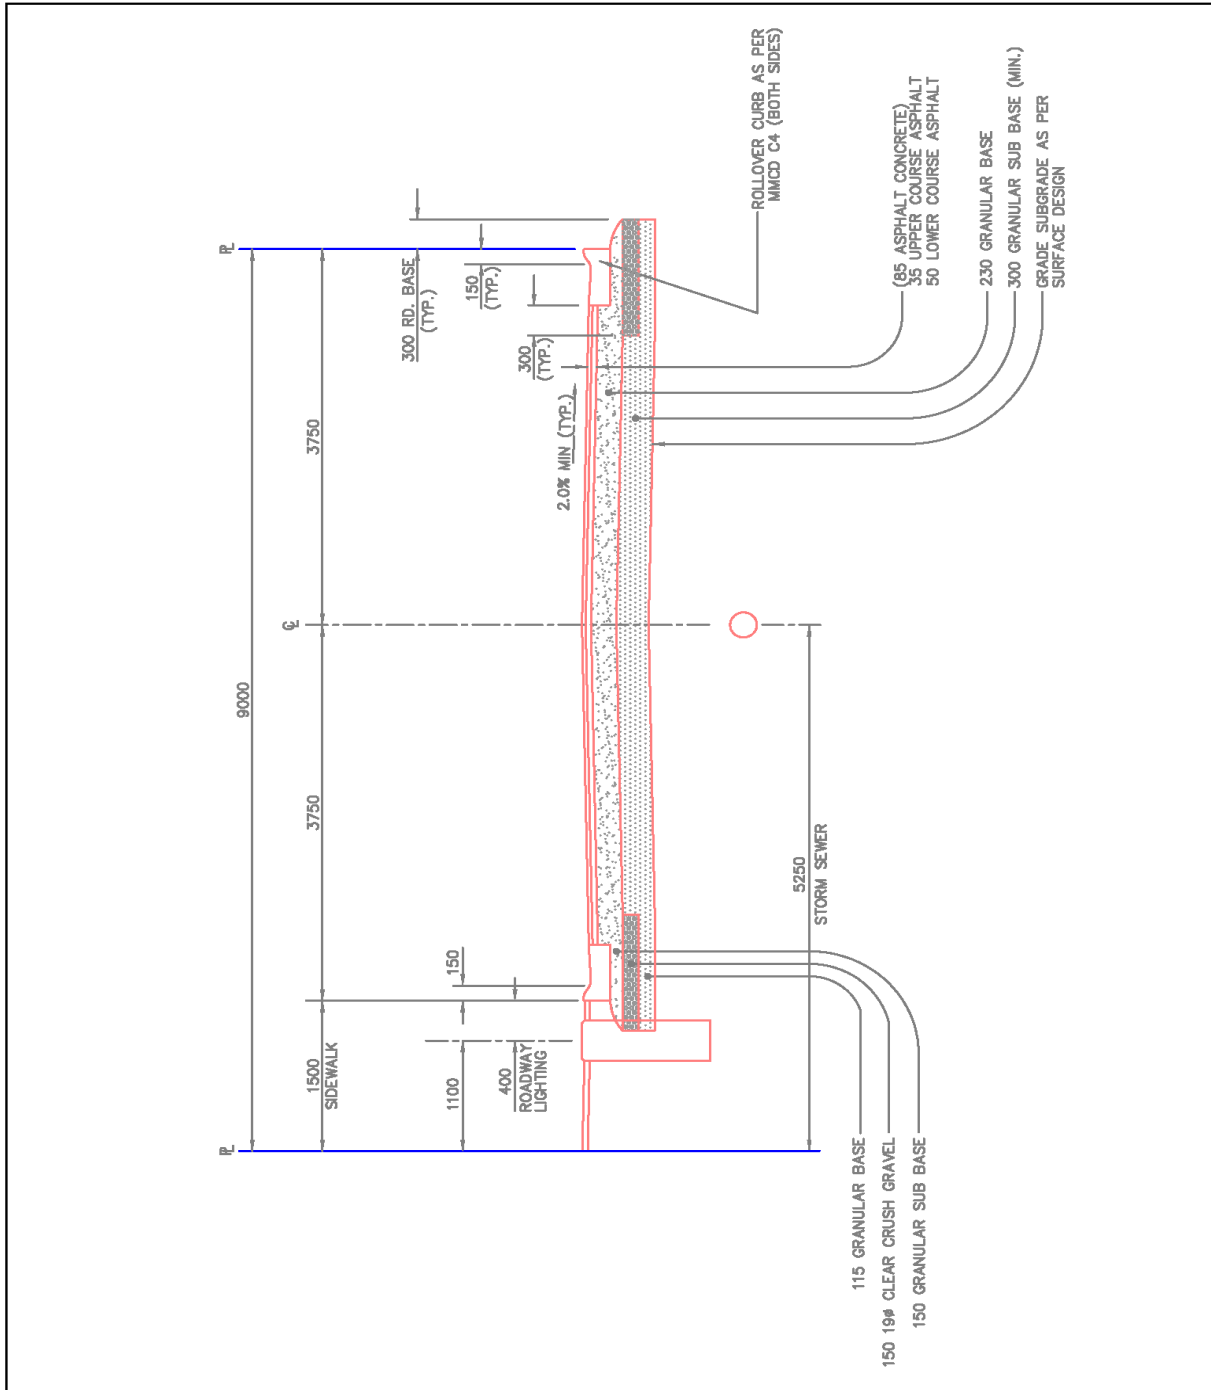 ℄
℄
9000
3750
3750
1500
SIDEWALK
300 RD. BASE
(TYP.)
150
(TYP.)
300
(TYP.)
2.0% MIN (TYP.)
150
1100
400
ROADWAY
LIGHTING
5250
STORM SEWER
ROLLOVER CURB AS PER
MMCD C4 (BOTH SIDES)
(85 ASPHALT CONCRETE)
35 UPPER COURSE ASPHALT
50 LOWER COURSE ASPHALT
230 GRANULAR BASE
300 GRANULAR SUB BASE (MIN.)
GRADE SUBGRADE AS PER
SURFACE DESIGN
115 GRANULAR BASE
150 19ø CLEAR CRUSH GRAVEL
150 GRANULAR SUB BASE